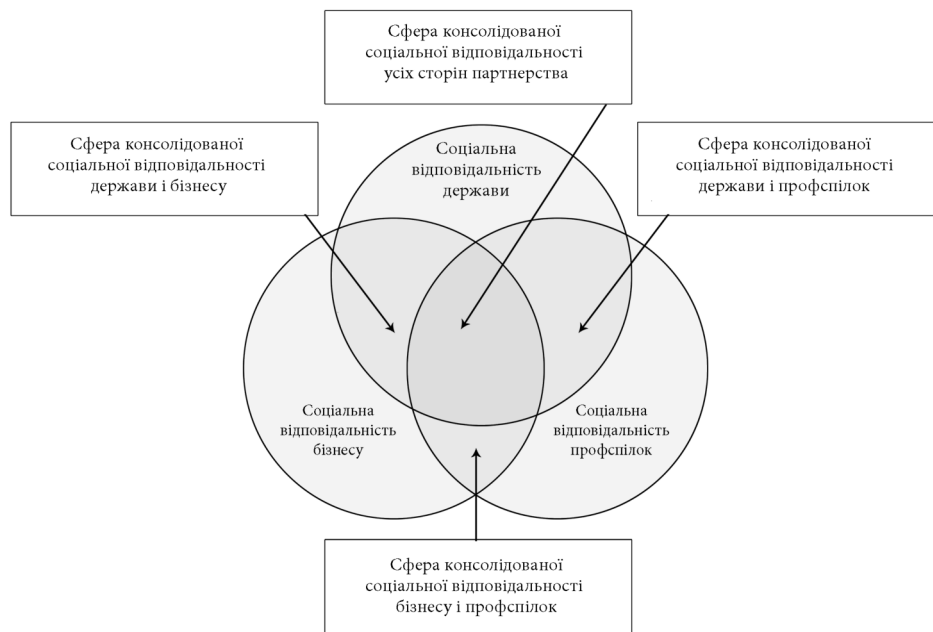 Сфера консолідованої
соціальної відповідальності
усіх сторін партнерства
Сфера консолідованої
соціальної відповідальності
держави і бізнесу
Соціальна
відповідальність
держави
Сфера консолідованої
соціальної відповідальності
держави і профспілок
Соціальна
відповідальність
бізнесу
Соціальна
відповідальність
профспілок
Сфера консолідованої
соціальної відповідальності
бізнесу і профспілок